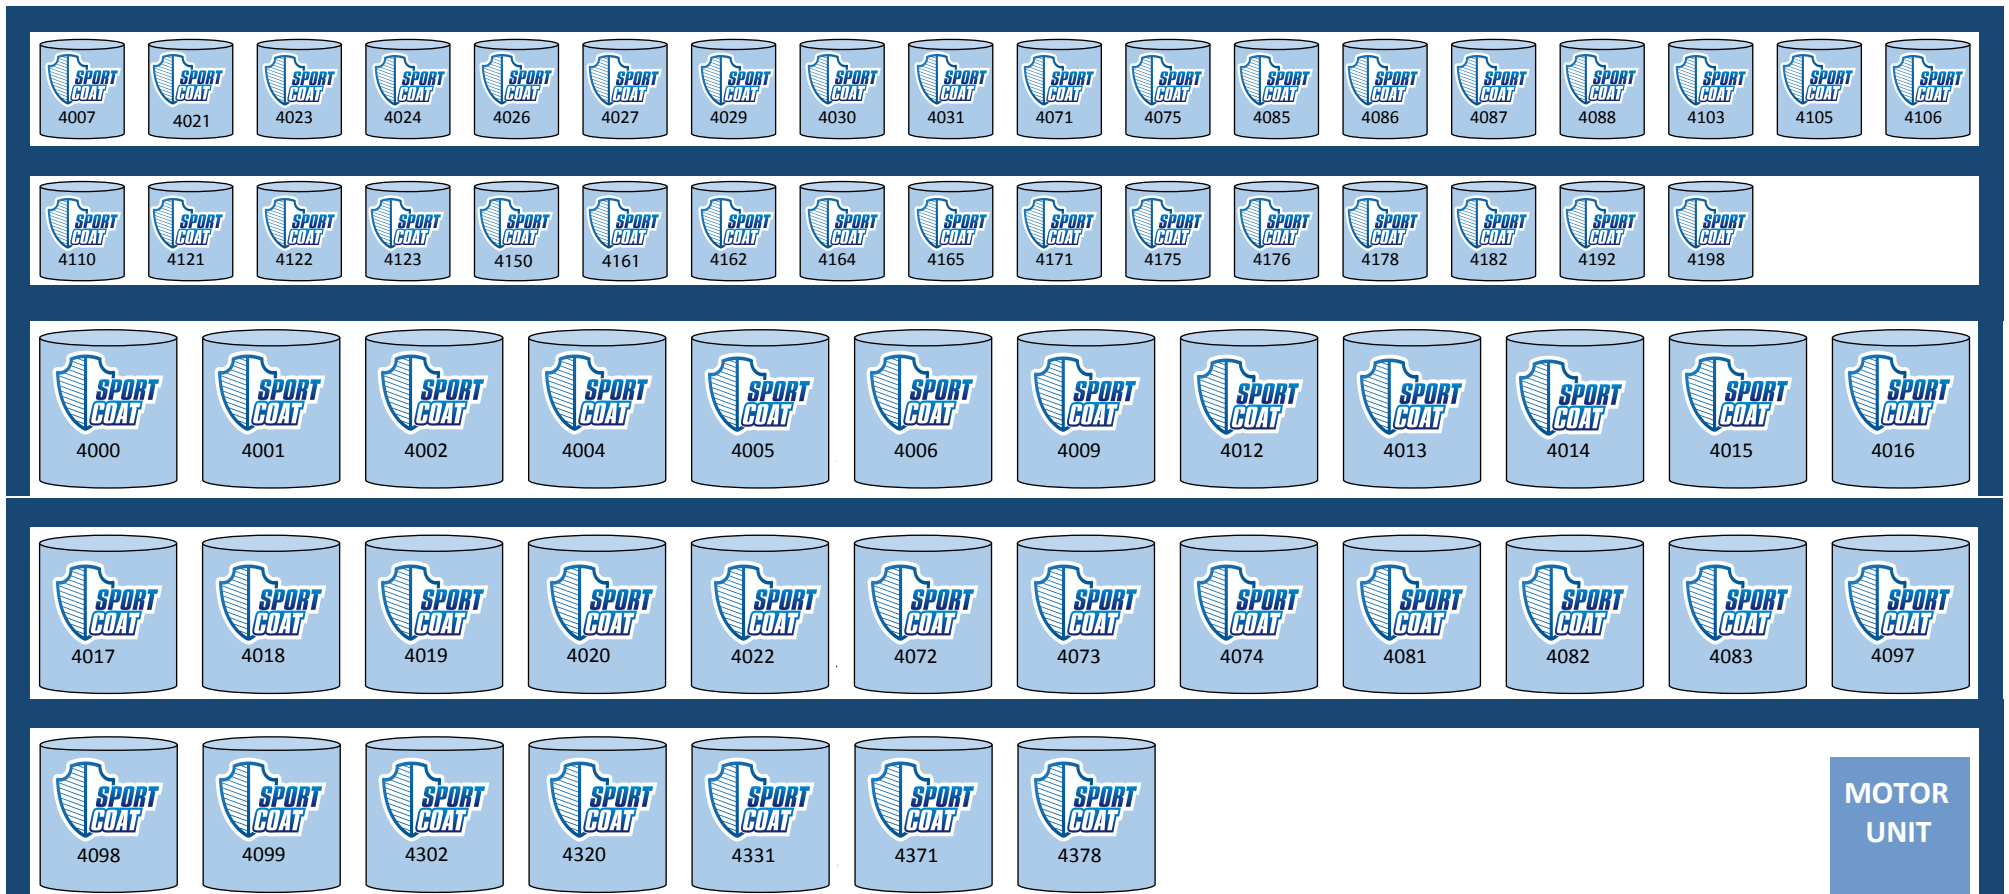 SPORT COAT 4007
SPORT COAT 4021
SPORT COAT 4023
SPORT COAT 4024
SPORT COAT 4026
SPORT COAT 4027
SPORT COAT 4029
SPORT COAT 4030
SPORT COAT 4031
SPORT COAT 4071
SPORT COAT 4075
SPORT COAT 4085
SPORT COAT 4086
SPORT COAT 4087
SPORT COAT 4088
SPORT COAT 4103
SPORT COAT 4105
SPORT COAT 4106
SPORT COAT 4110
SPORT COAT 4121
SPORT COAT 4122
SPORT COAT 4123
SPORT COAT 4150
SPORT COAT 4161
SPORT COAT 4162
SPORT COAT 4164
SPORT COAT 4165
SPORT COAT 4171
SPORT COAT 4175
SPORT COAT 4176
SPORT COAT 4178
SPORT COAT 4182
SPORT COAT 4192
SPORT COAT 4198
SPORT COAT 4000
SPORT COAT 4001
SPORT COAT 4002
SPORT COAT 4004
SPORT COAT 4005
SPORT COAT 4006
SPORT COAT 4009
SPORT COAT 4012
SPORT COAT 4013
SPORT COAT 4014
SPORT COAT 4015
SPORT COAT 4016
SPORT COAT 4017
SPORT COAT 4018
SPORT COAT 4019
SPORT COAT 4020
SPORT COAT 4022
SPORT COAT 4072
SPORT COAT 4073
SPORT COAT 4074
SPORT COAT 4081
SPORT COAT 4082
SPORT COAT 4083
SPORT COAT 4097
SPORT COAT 4098
SPORT COAT 4099
SPORT COAT 4302
SPORT COAT 4320
SPORT COAT 4331
SPORT COAT 4371
SPORT COAT 4378
MOTOR
UNIT